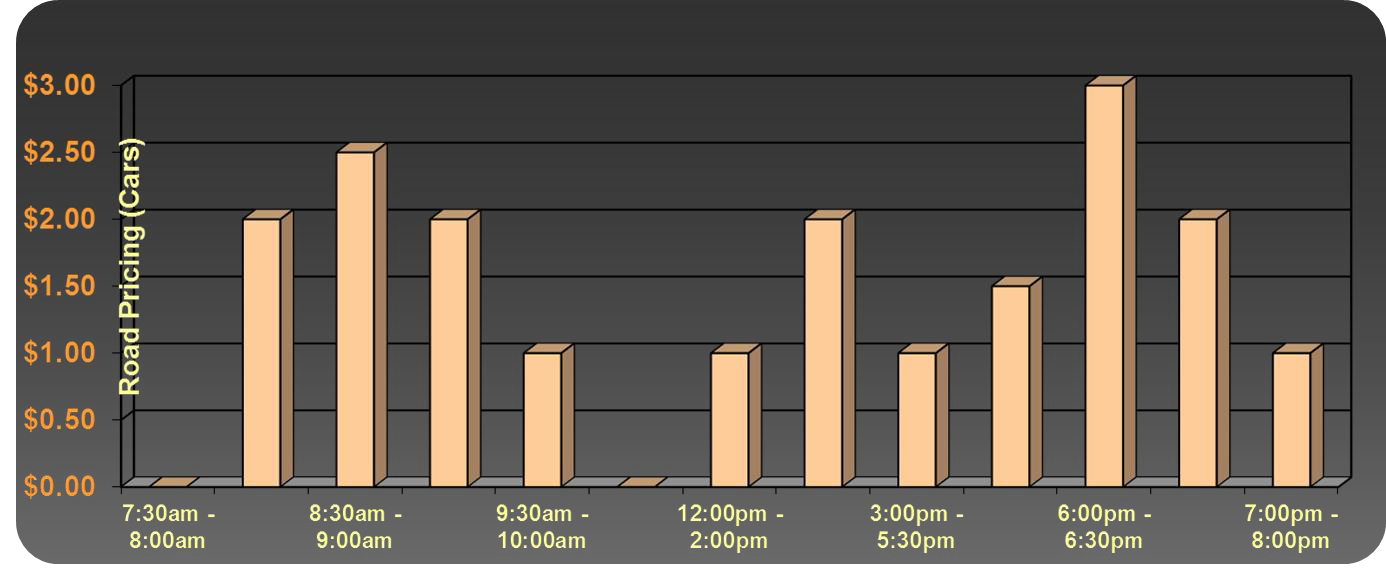 $3.00
$2.50
$2.00
$1.50
$1.00
$0.50
$0.00
Road Pricing (Cars)
7:30am -
8:00am
8:30am -
9:00am
9:30am -
10:00am
12:00pm -
2:00pm
3:00pm -
5:30pm
6:00pm -
6:30pm
7:00pm -
8:00pm